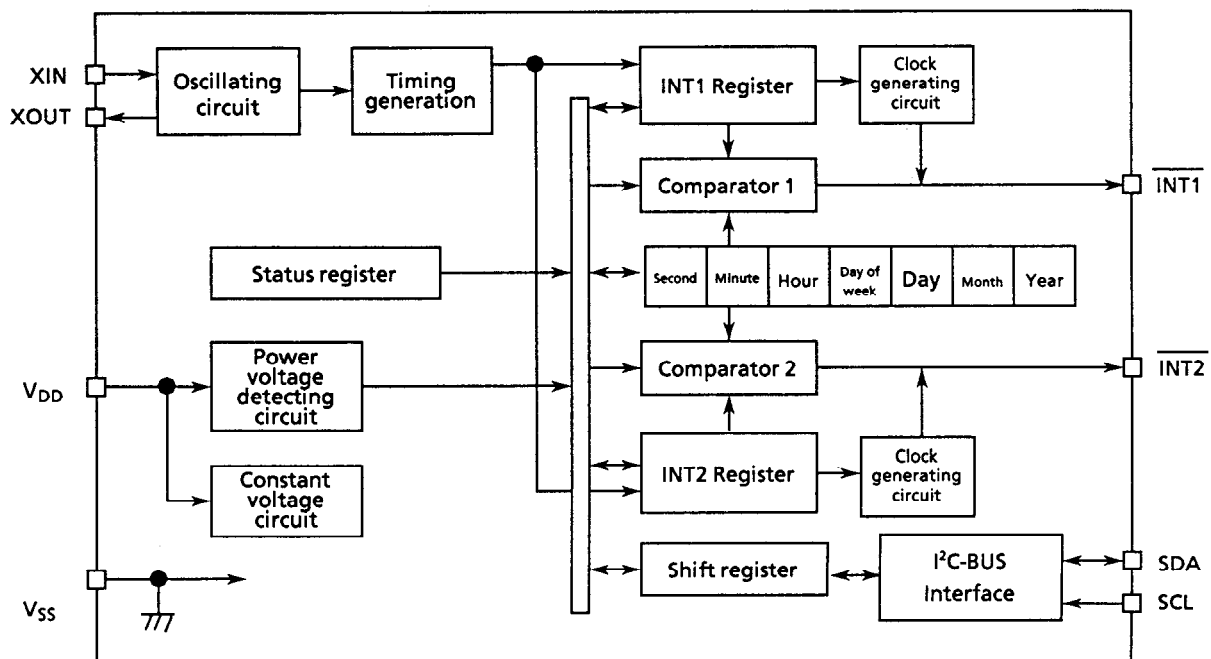 XIN
XOUT
Oscillating
circuit
Timing
generation
INT1 Register
Clock
generating
circuit
Comparator 1
INT1
Status register
Second
Minute
Hour
Day of
week
Day
Month
Year
VDD
Power
voltage
detecting
circuit
Comparator 2
INT2
Constant
voltage
circuit
INT2 Register
Clock
generating
circuit
VSS
Shift register
I²C-BUS
Interface
SDA
SCL